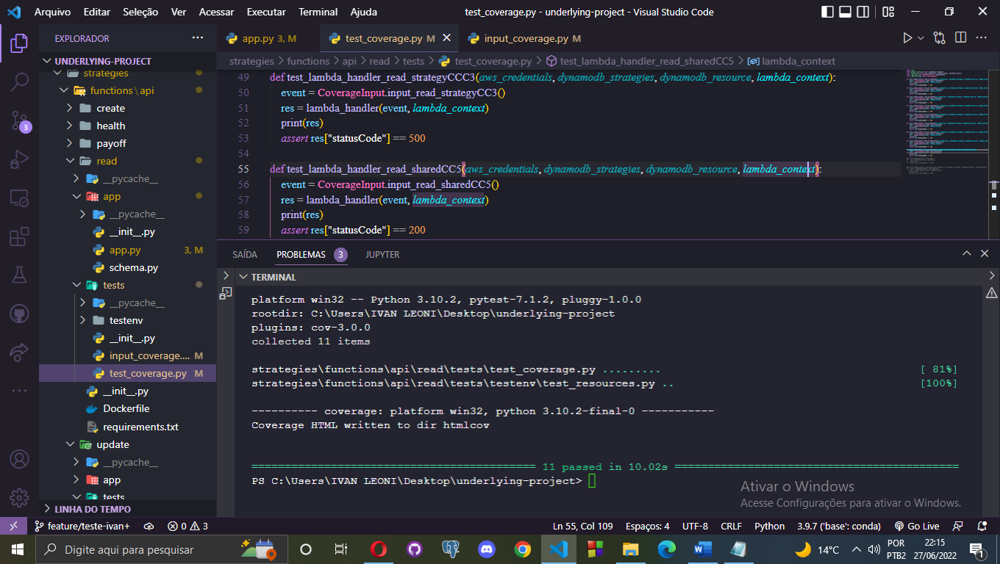 Arquivo Editar Seleção Ver Acessar Executar Terminal Ajuda test_coverage.py - underlying-project - Visual Studio Code
EXPLORADOR ···
app.py 3, M test_coverage.py M input_coverage.py M
UNDERLYING-PROJECT
strategies > functions > api > read > tests > test_coverage.py > test_lambda_handler_read_sharedCC5 > lambda_context
strategies
functions \ api
create
health
payoff
read
__pycache__
app
__pycache__
__init__.py
app.py 3, M
schema.py
tests
__pycache__
testenv
__init__.py
input_coverage.... M
test_coverage.py M
__init__.py
Dockerfile
requirements.txt
update
__pycache__
app
tests
LINHA DO TEMPO
3
49 def test_lambda_handler_read_strategyCCC3(aws_credentials, dynamodb_strategies, dynamodb_resource, lambda_context):
50 event = CoverageInput.input_read_strategyCC3()
51 res = lambda_handler(event, lambda_context)
52 print(res)
53 assert res["statusCode"] == 500
54
55 def test_lambda_handler_read_sharedCC5(aws_credentials, dynamodb_strategies, dynamodb_resource, lambda_context):
56 event = CoverageInput.input_read_sharedCC5()
57 res = lambda_handler(event, lambda_context)
58 print(res)
59 assert res["statusCode"] == 200
SAÍDA PROBLEMAS 3 JUPYTER
TERMINAL
platform win32 -- Python 3.10.2, pytest-7.1.2, pluggy-1.0.0
rootdir: C:\Users\IVAN LEONI\Desktop\underlying-project
plugins: cov-3.0.0
collected 11 items
strategies\functions\api\read\tests\test_coverage.py ......... [ 81%]
strategies\functions\api\read\tests\testenv\test_resources.py .. [100%]
---------- coverage: platform win32, python 3.10.2-final-0 -----------
Coverage HTML written to dir htmlcov
=========================================== 11 passed in 10.02s ===========================================
PS C:\Users\IVAN LEONI\Desktop\underlying-project>
Ativar o Windows
Acesse Configurações para ativar o Windows.
feature/teste-ivan+ 0 3 Ln 55, Col 109 Espaços: 4 UTF-8 CRLF Python 3.9.7 ('base': conda) Go Live
Digite aqui para pesquisar 14°C POR PTB2 22:15 27/06/2022 1